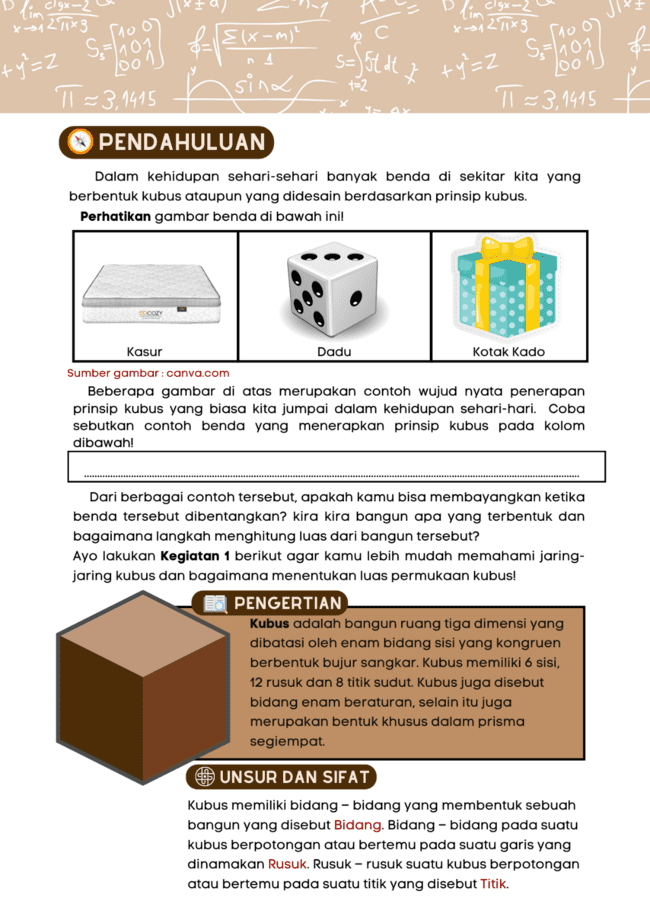 PENDAHULUAN
Dalam kehidupan sehari-sehari banyak benda di sekitar kita yang
berbentuk kubus ataupun yang didesain berdasarkan prinsip kubus.
Perhatikan gambar benda di bawah ini!
Kasur
Dadu
Kotak Kado
Sumber gambar : canva.com
Beberapa gambar di atas merupakan contoh wujud nyata penerapan
prinsip kubus yang biasa kita jumpai dalam kehidupan sehari-hari. Coba
sebutkan contoh benda yang menerapkan prinsip kubus pada kolom
dibawah!
Dari berbagai contoh tersebut, apakah kamu bisa membayangkan ketika
benda tersebut dibentangkan? kira kira bangun apa yang terbentuk dan
bagaimana langkah menghitung luas dari bangun tersebut?
Ayo lakukan Kegiatan 1 berikut agar kamu lebih mudah memahami jaring-
jaring kubus dan bagaimana menentukan luas permukaan kubus!
PENGERTIAN
Kubus adalah bangun ruang tiga dimensi yang
dibatasi oleh enam bidang sisi yang kongruen
berbentuk bujur sangkar. Kubus memiliki 6 sisi,
12 rusuk dan 8 titik sudut. Kubus juga disebut
bidang enam beraturan, selain itu juga
merupakan bentuk khusus dalam prisma
segiempat.
UNSUR DAN SIFAT
Kubus memiliki bidang – bidang yang membentuk sebuah
bangun yang disebut Bidang. Bidang – bidang pada suatu
kubus berpotongan atau bertemu pada suatu garis yang
dinamakan Rusuk. Rusuk – rusuk suatu kubus berpotongan
atau bertemu pada suatu titik yang disebut Titik.